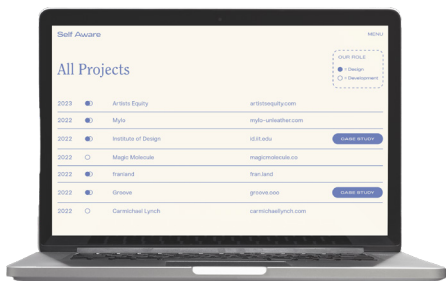 Self Aware
MENU
All Projects
OUR ROLE
= Design
= Development
2023 Artists Equity artistsequity.com
2022 Mylo mylo-unleather.com
2022 Institute of Design id.iit.edu CASE STUDY
2022 Magic Molecule magicmolecule.co
2022 franland fran.land
2022 Groove groove.ooo CASE STUDY
2022 Carmichael Lynch carmichaellynch.com